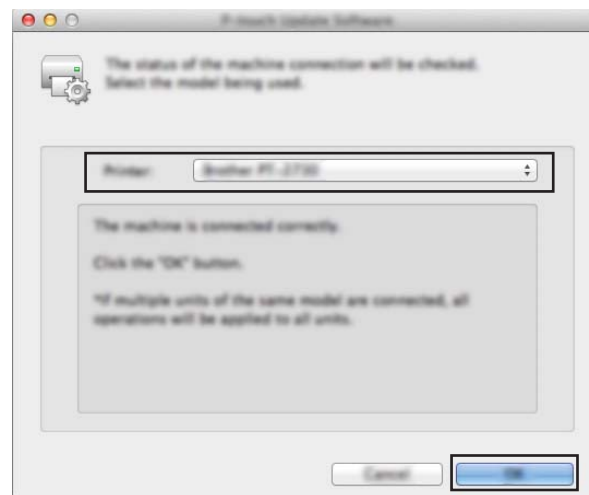 P-touch Update Software
The status of the machine connection will be checked.
Select the model being used.
Printer:
Brother PT-2730
The machine is connected correctly.
Click the "OK" button.
*If multiple units of the same model are connected, all
operations will be applied to all units.
Cancel
OK